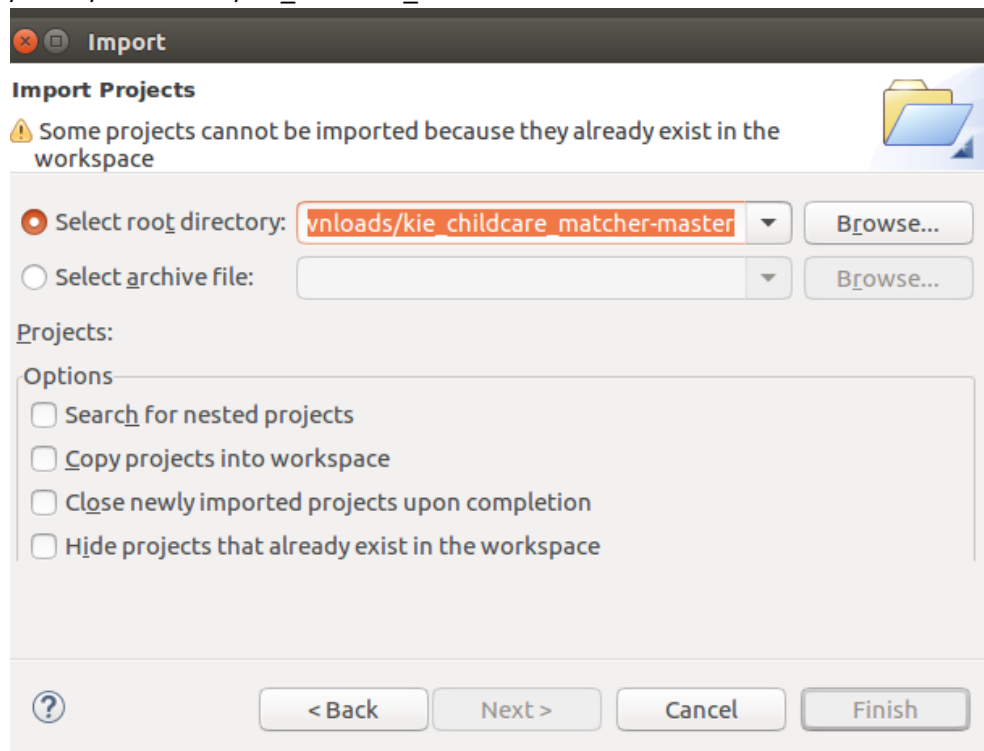 Import
Import Projects
Some projects cannot be imported because they already exist in the
workspace
Select root directory: vnloads/kie_childcare_matcher-master Browse...
Select archive file: Browse...
Projects:
Options
Search for nested projects
Copy projects into workspace
Close newly imported projects upon completion
Hide projects that already exist in the workspace
? < Back Next > Cancel Finish